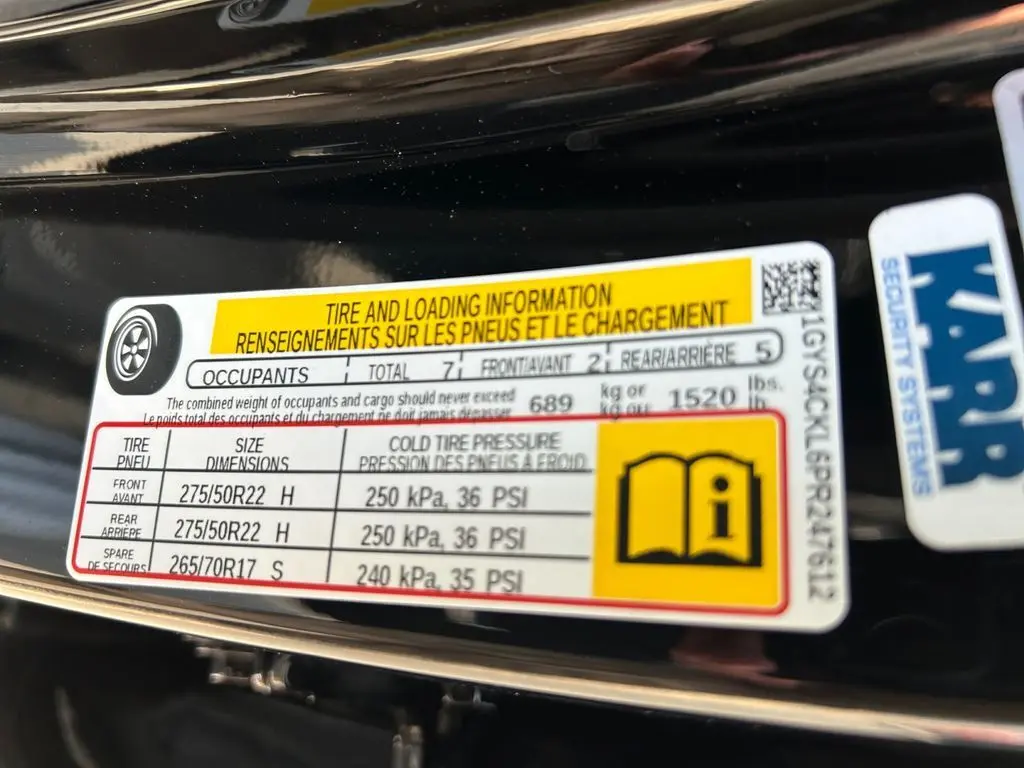 TIRE AND LOADING INFORMATION
RENSEIGNEMENTS SUR LES PNEUS ET LE CHARGEMENT
OCCUPANTS TOTAL 7 FRONT/AVANT 2 REAR/ARRIÈRE 5
The combined weight of occupants and cargo should never exceed 689 kg or 1520 lbs.
Le poids total des occupants et du chargement ne doit jamais dépasser kg ou lb.
TIRE SIZE COLD TIRE PRESSURE
PNEU DIMENSIONS PRESSION DES PNEUS À FROID
FRONT
AVANT 275/50R22 H 250 kPa, 36 PSI
REAR
ARRIÈRE 275/50R22 H 250 kPa, 36 PSI
SPARE
DE SECOURS 265/70R17 S 240 kPa, 35 PSI
1GYS4CKL6PR247612
KARR
SECURITY SYSTEMS